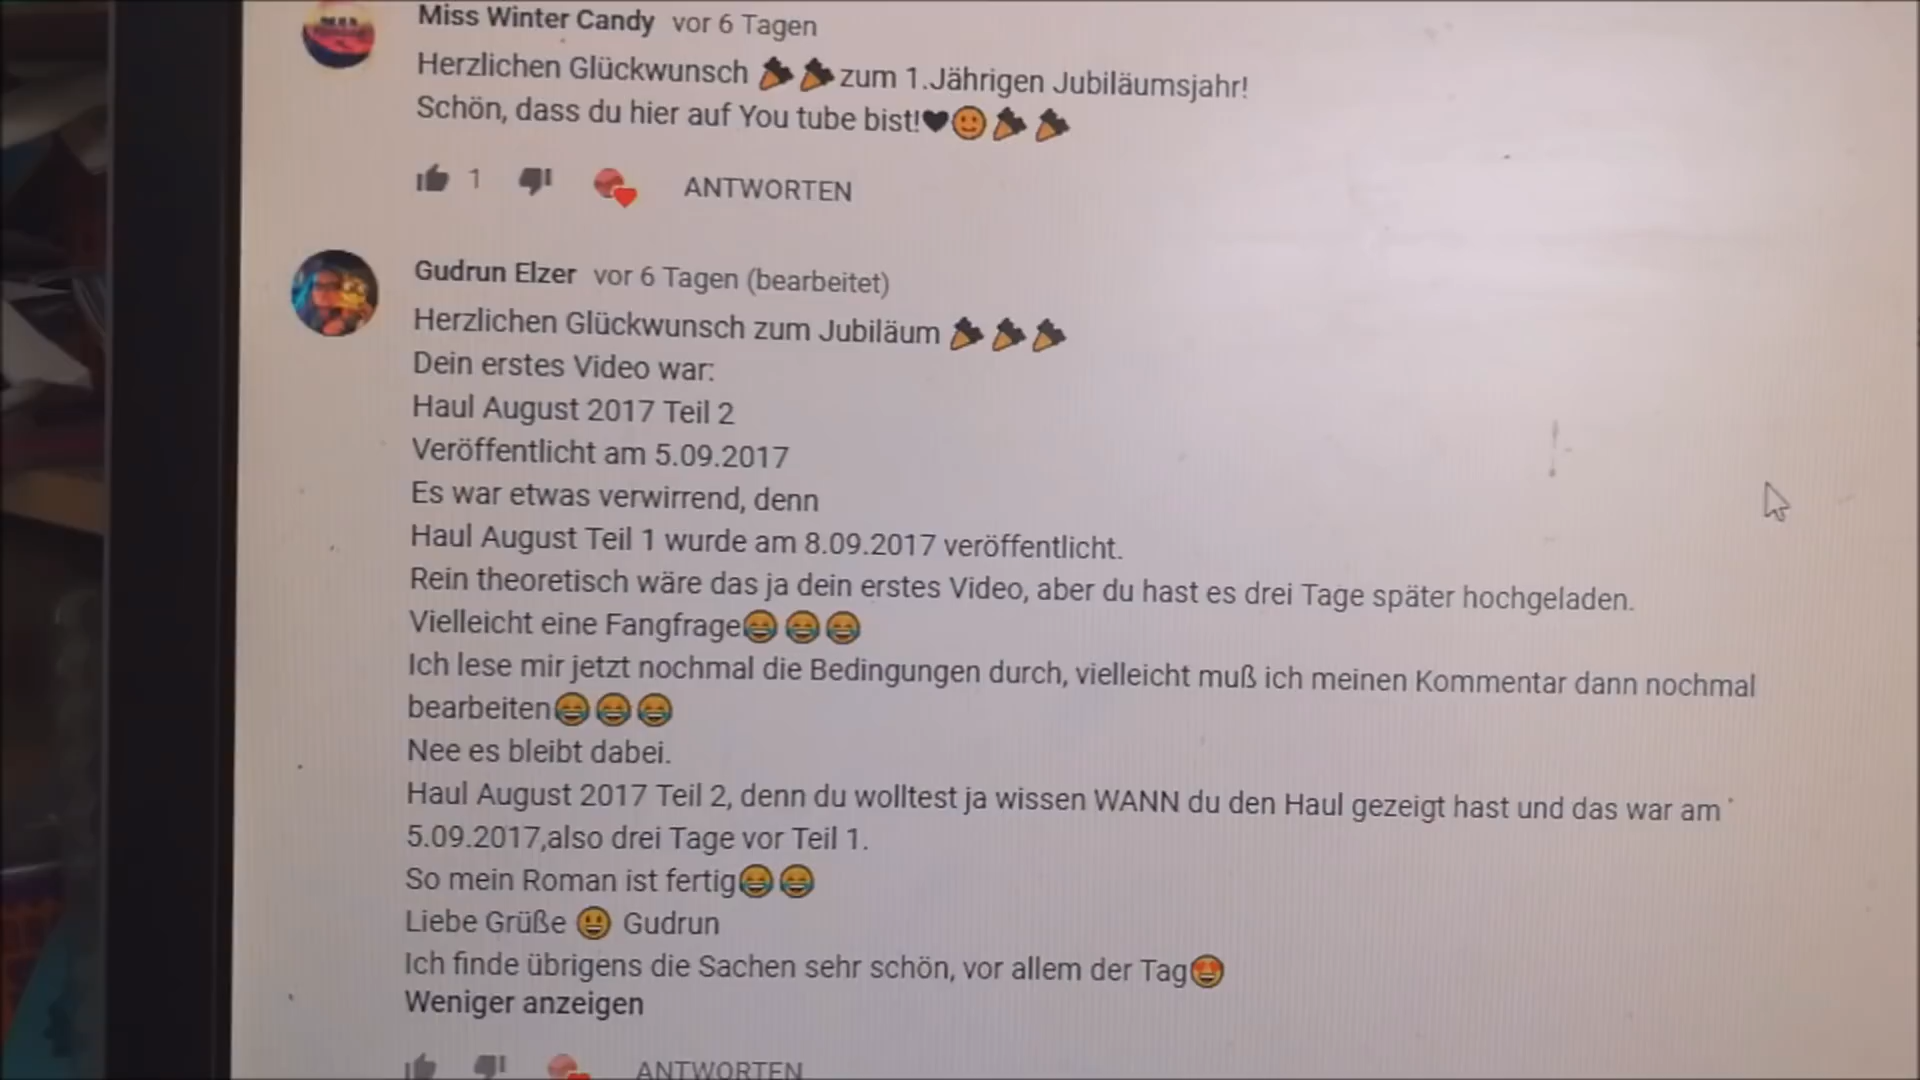 Miss Winter Candy vor 6 Tagen
Herzlichen Glückwunsch 🎉🎉zum 1.Jährigen Jubiläumsjahr!
Schön, dass du hier auf You tube bist!♥🙂🎉🎉
1 ANTWORTEN
Gudrun Elzer vor 6 Tagen (bearbeitet)
Herzlichen Glückwunsch zum Jubiläum 🎉🎉🎉
Dein erstes Video war:
Haul August 2017 Teil 2
Veröffentlicht am 5.09.2017
Es war etwas verwirrend, denn
Haul August Teil 1 wurde am 8.09.2017 veröffentlicht.
Rein theoretisch wäre das ja dein erstes Video, aber du hast es drei Tage später hochgeladen.
Vielleicht eine Fangfrage😂😂😂
Ich lese mir jetzt nochmal die Bedingungen durch, vielleicht muß ich meinen Kommentar dann nochmal
bearbeiten😂😂😂
Nee es bleibt dabei.
Haul August 2017 Teil 2, denn du wolltest ja wissen WANN du den Haul gezeigt hast und das war am
5.09.2017,also drei Tage vor Teil 1.
So mein Roman ist fertig😂😂
Liebe Grüße 😃 Gudrun
Ich finde übrigens die Sachen sehr schön, vor allem der Tag😍
Weniger anzeigen
ANTWORTEN